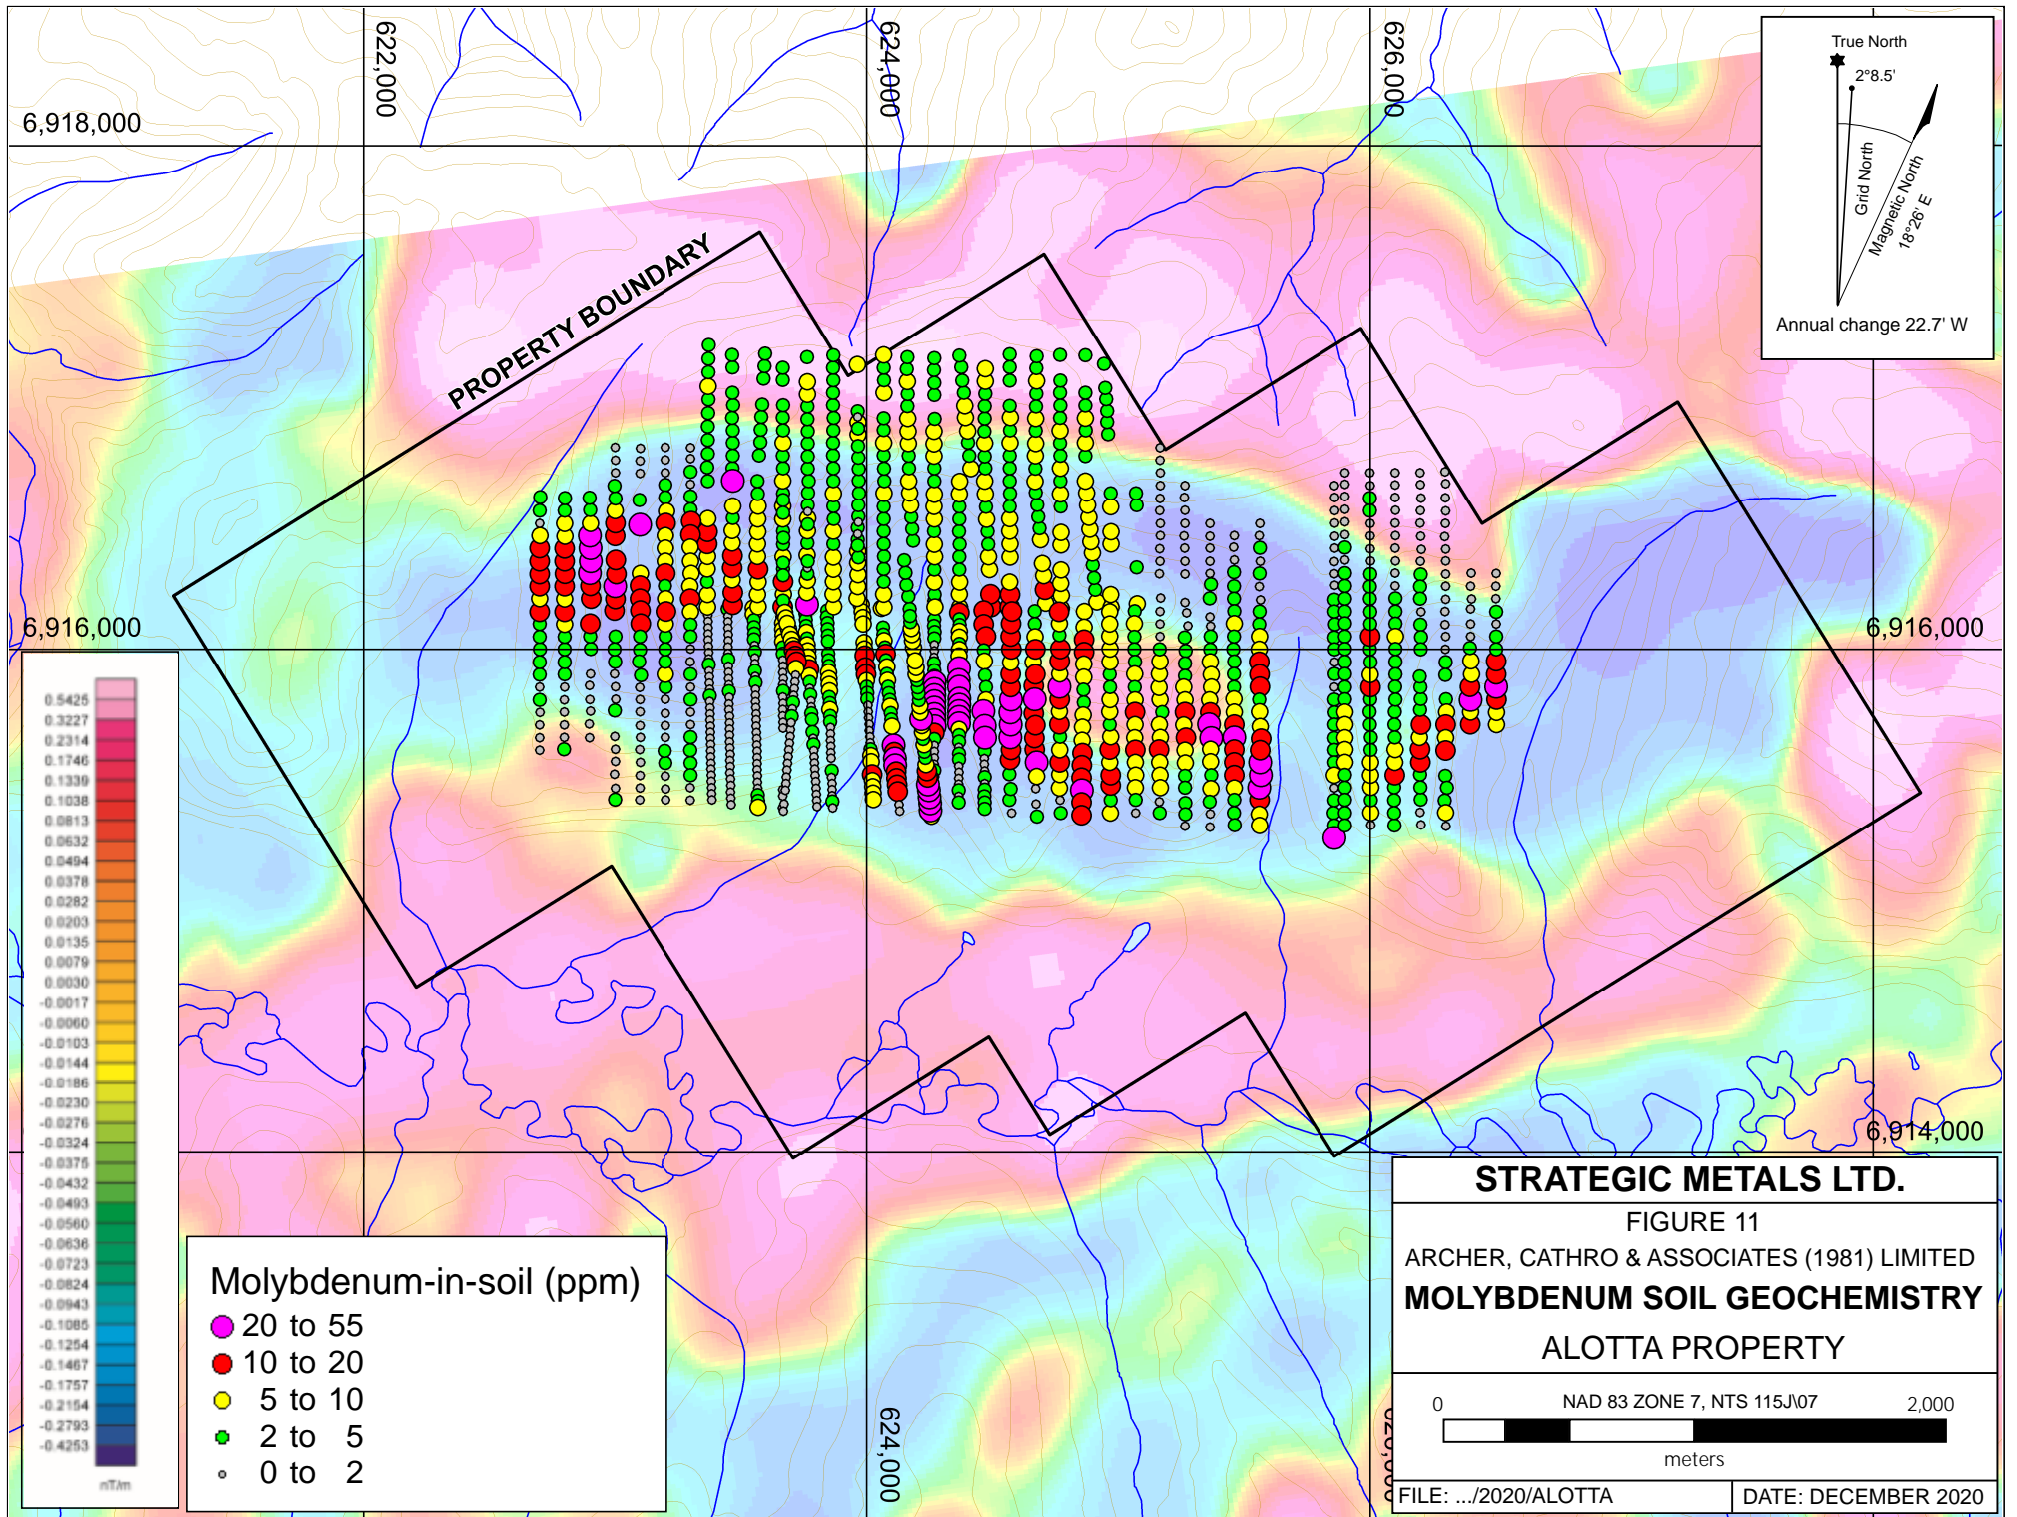 622,000
624,000
626,000
True North
2°8.5'
Grid North
Magnetic North
18°26' E
Annual change 22.7' W
6,918,000
PROPERTY BOUNDARY
6,916,000
6,916,000
0.5425
0.3227
0.2314
0.1746
0.1339
0.1038
0.0813
0.0632
0.0494
0.0378
0.0282
0.0203
0.0135
0.0079
0.0030
-0.0017
-0.0060
-0.0103
-0.0144
-0.0186
-0.0230
-0.0276
-0.0324
-0.0375
-0.0432
-0.0493
-0.0560
-0.0636
-0.0723
-0.0824
-0.0943
-0.1085
-0.1254
-0.1467
-0.1757
-0.2154
-0.2793
-0.4253
nT/m
6,914,000
Molybdenum-in-soil (ppm)
20 to 55
10 to 20
5 to 10
2 to 5
0 to 2
624,000
STRATEGIC METALS LTD.
FIGURE 11
ARCHER, CATHRO & ASSOCIATES (1981) LIMITED
MOLYBDENUM SOIL GEOCHEMISTRY
ALOTTA PROPERTY
NAD 83 ZONE 7, NTS 115J\07
0 2,000
meters
FILE: .../2020/ALOTTA
DATE: DECEMBER 2020